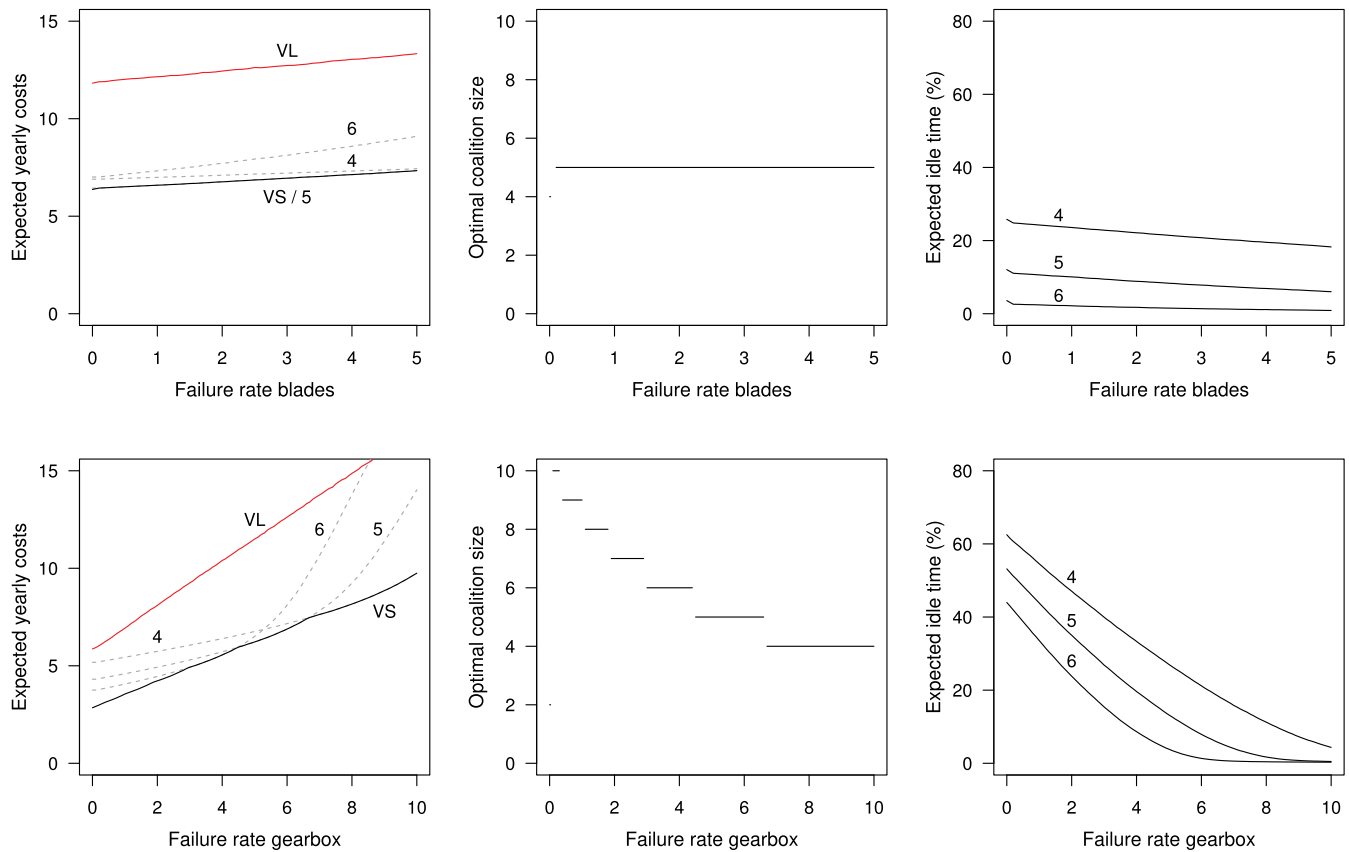 Expected yearly costs
15
10
5
0
VL
6
4
VS / 5
0 1 2 3 4 5
Failure rate blades
Optimal coalition size
10
8
6
4
2
0
0 1 2 3 4 5
Failure rate blades
Expected idle time (%)
80
60
40
20
0
4
5
6
0 1 2 3 4 5
Failure rate blades
Expected yearly costs
15
10
5
0
VL
6
5
4
VS
0 2 4 6 8 10
Failure rate gearbox
Optimal coalition size
10
8
6
4
2
0
0 2 4 6 8 10
Failure rate gearbox
Expected idle time (%)
80
60
40
20
0
4
5
6
0 2 4 6 8 10
Failure rate gearbox